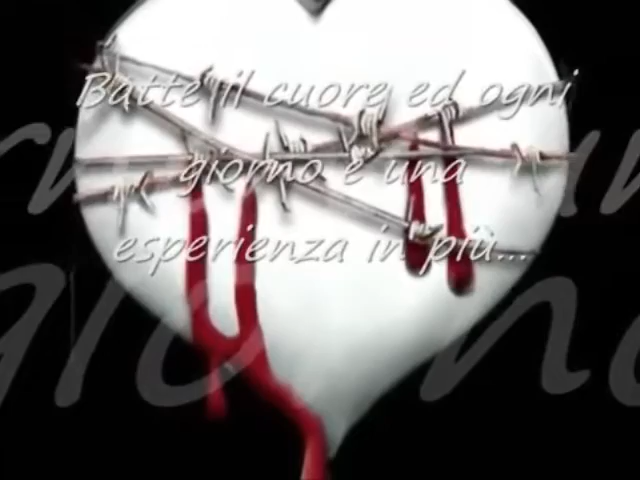 Batte il cuore ed ogni
giorno è una
esperienza in più...